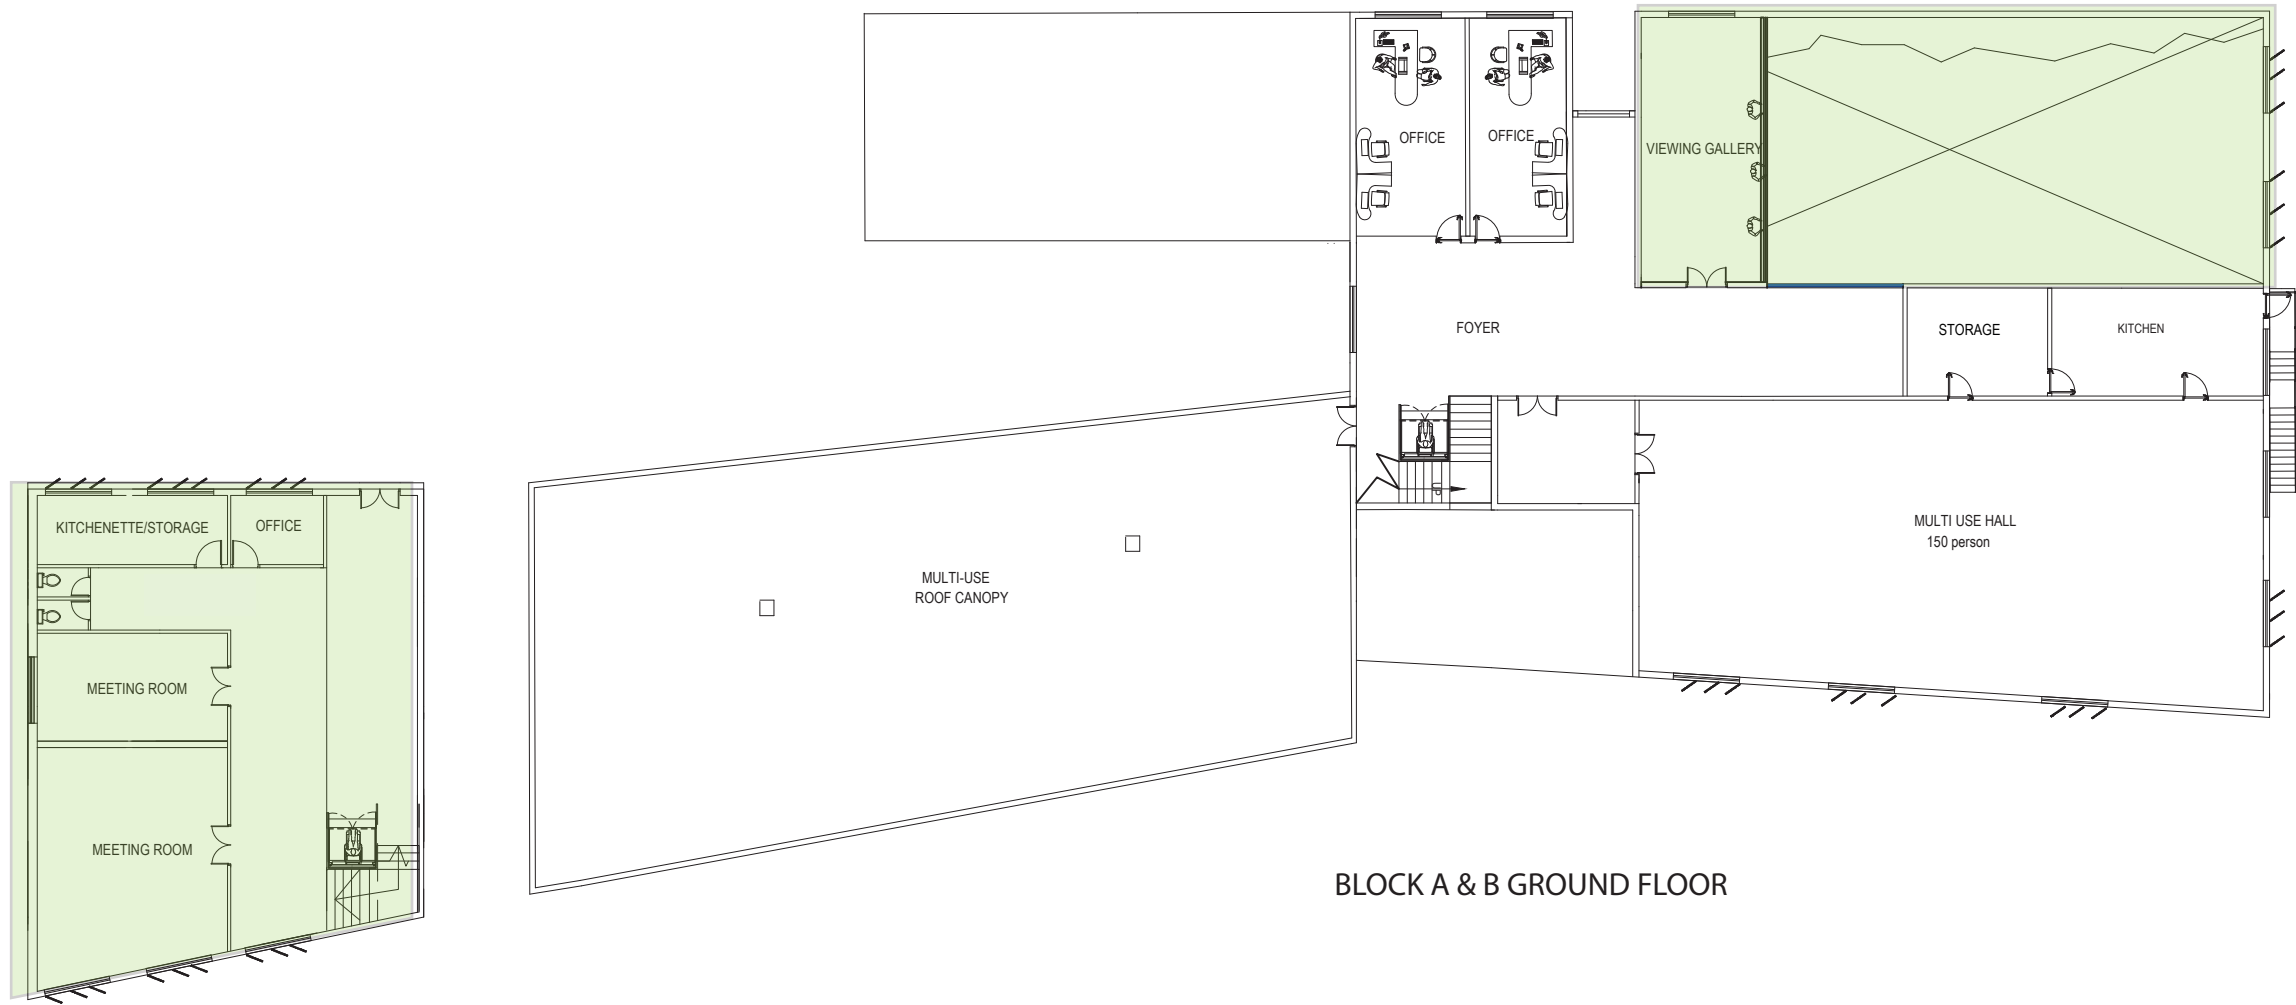 OFFICE
OFFICE
VIEWING GALLERY
FOYER
STORAGE
KITCHEN
KITCHENETTE/STORAGE
OFFICE
MULTI USE HALL
150 person
MULTI-USE
ROOF CANOPY
MEETING ROOM
MEETING ROOM
BLOCK A & B GROUND FLOOR